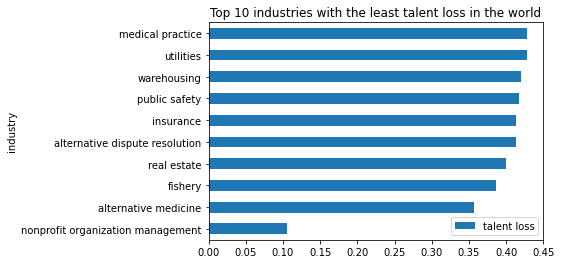 Top 10 industries with the least talent loss in the world
medical practice
utilities
warehousing
public safety
insurance
alternative dispute resolution
real estate
fishery
alternative medicine
nonprofit organization management
industry
talent loss
0.00 0.05 0.10 0.15 0.20 0.25 0.30 0.35 0.40 0.45